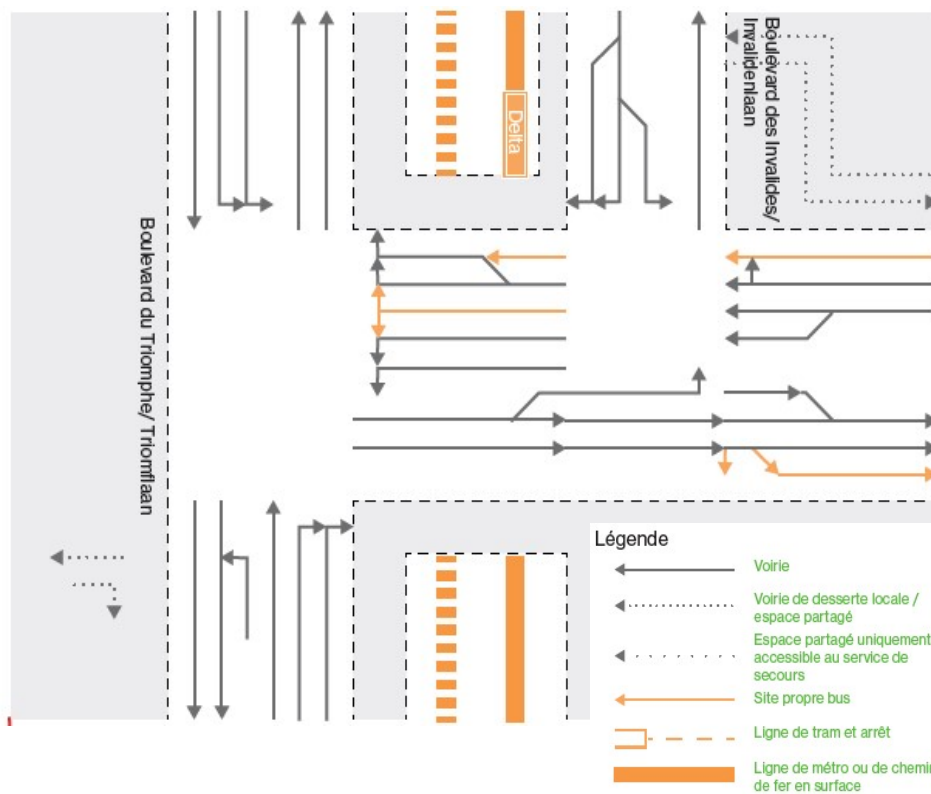 Boulevard des Invalides/
Invalidenlaan
Delta
Boulevard du Triomphe/ Triomflaan
Légende
Voirie
Voirie de desserte locale /
espace partagé
Espace partagé uniquement
accessible au service de
secours
Site propre bus
Ligne de tram et arrêt
Ligne de métro ou de chemin
de fer en surface